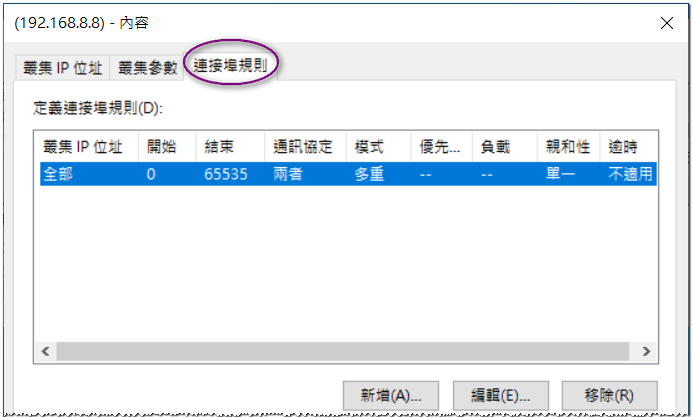 (192.168.8.8) - 內容
叢集 IP 位址 叢集參數 連接埠規則
定義連接埠規則(D):
叢集 IP 位址 開始 結束 通訊協定 模式 優先... 負載 親和性 逾時
全部 0 65535 兩者 多重 -- -- 單一 不適用
新增(A)... 編輯(E)... 移除(R)